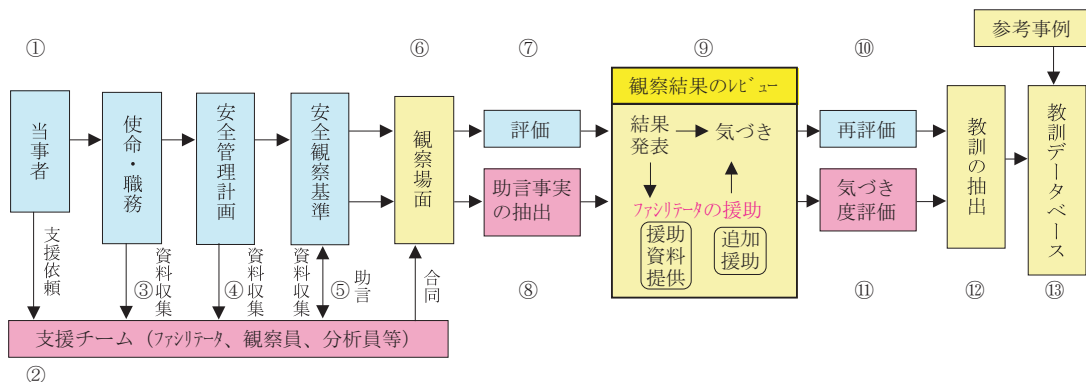 参考事例
①
⑥
⑦
⑨
⑩
観察結果のレビュー
当事者
使命・職務
安全管理計画
安全観察基準
観察場面
評価
助言事実
の抽出
結果
発表
気づき
ファシリテータの援助
援助
資料
提供
追加
援助
再評価
気づき
度評価
教訓の抽出
教訓データベース
支援依頼
③
資料収集
④
資料収集
資料収集
⑤
助言
合同
⑧
⑪
⑫
⑬
支援チーム（ファシリテータ、観察員、分析員等）
②